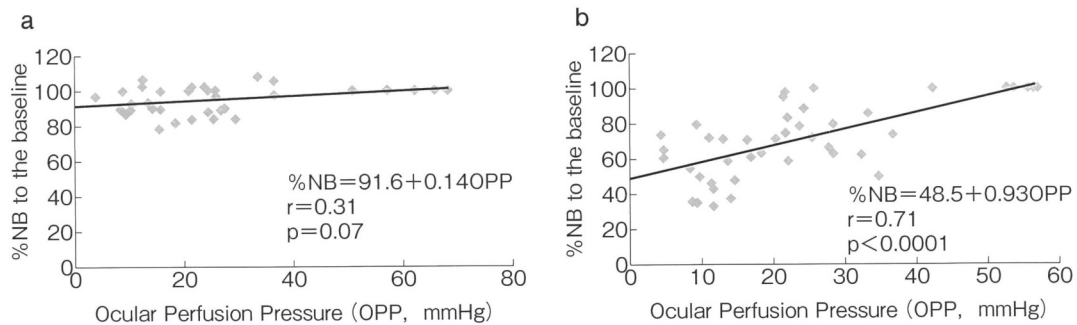 a
%NB to the baseline
120
100
80
60
40
20
0
%NB=91.6+0.14OPP
r=0.31
p=0.07
0 20 40 60 80
Ocular Perfusion Pressure (OPP, mmHg)
b
%NB to the baseline
120
100
80
60
40
20
0
%NB=48.5+0.93OPP
r=0.71
p<0.0001
0 10 20 30 40 50 60
Ocular Perfusion Pressure (OPP, mmHg)